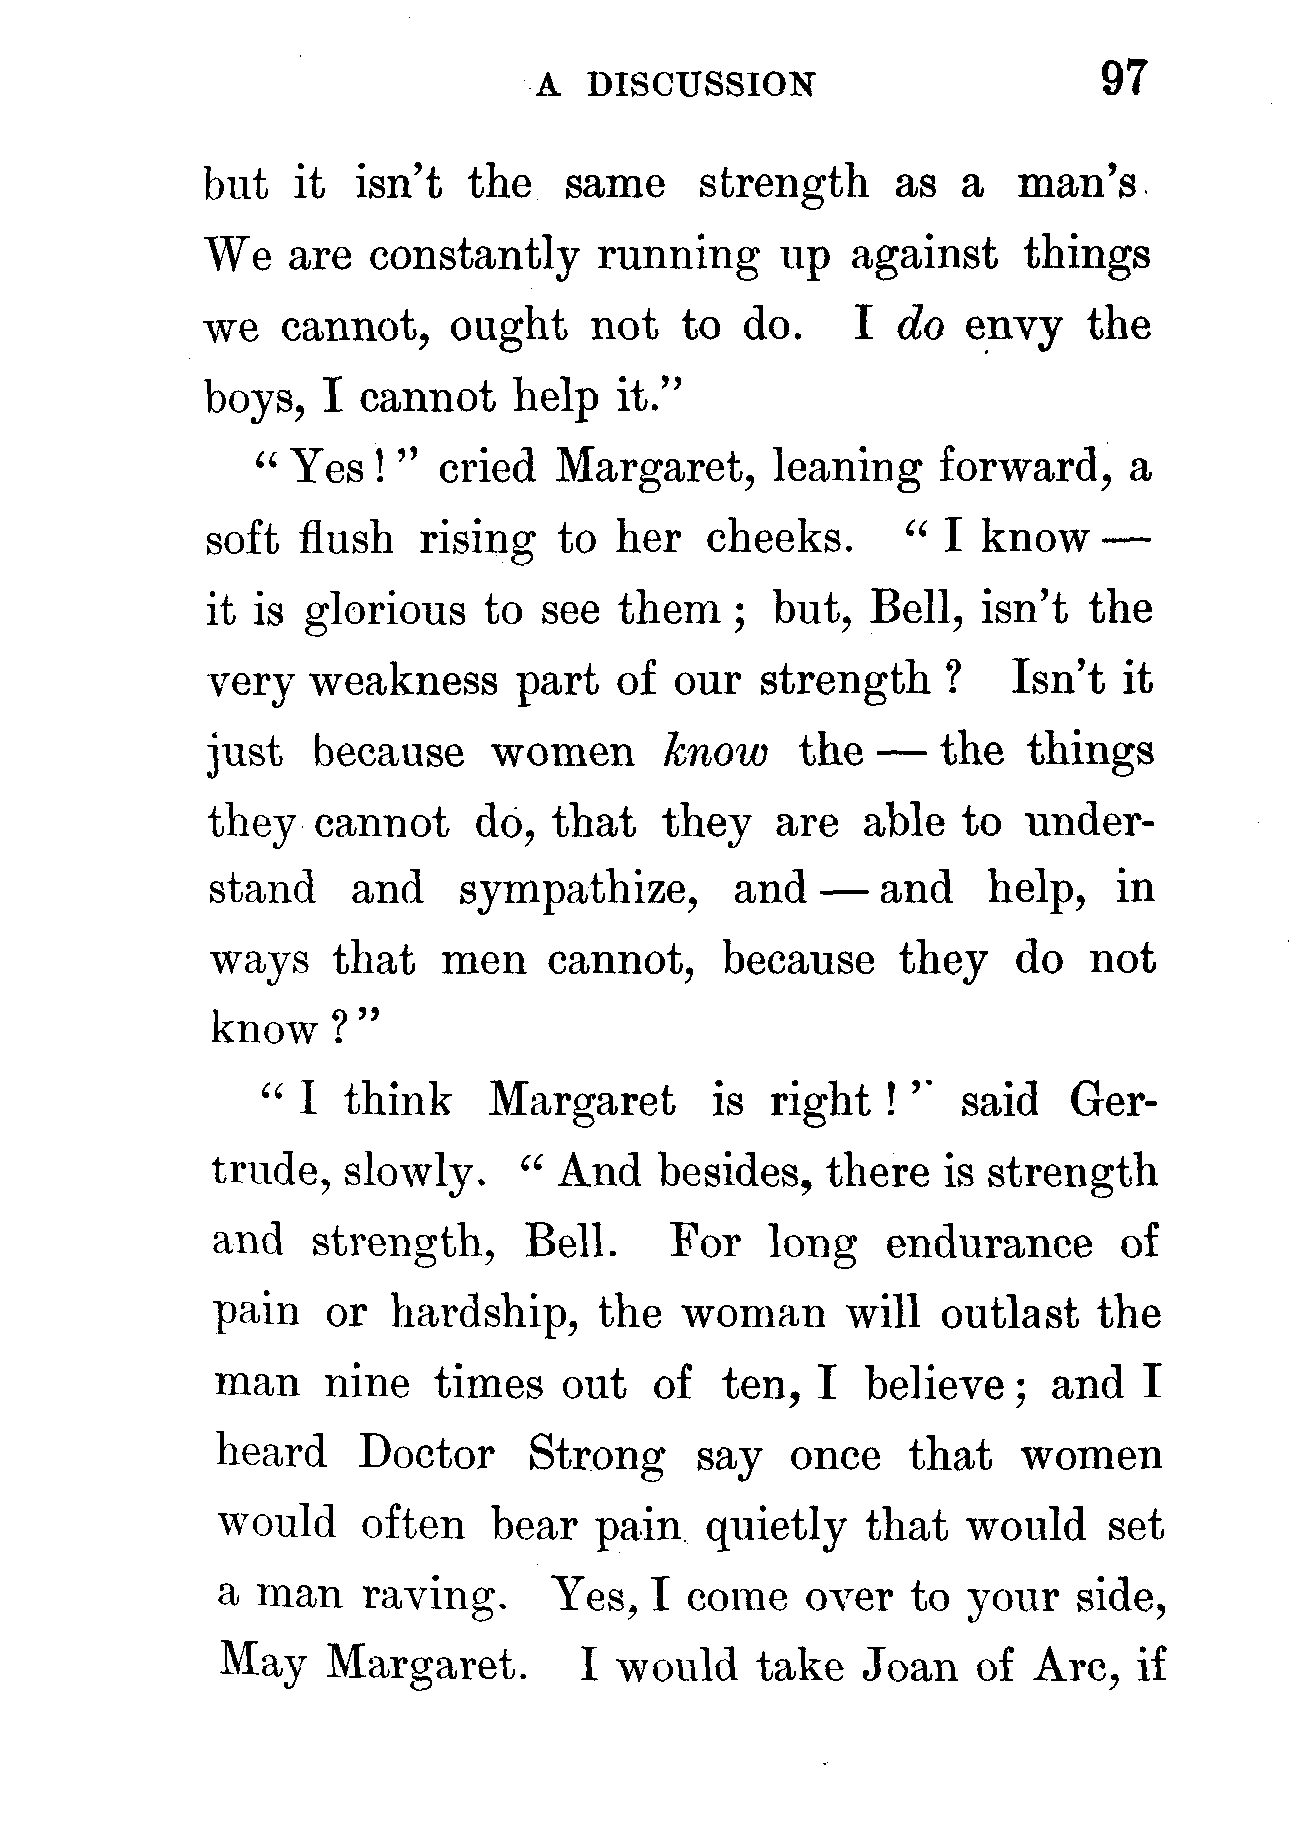 A DISCUSSION 97
but it isn't the same strength as a man's.
We are constantly running up against things
we cannot, ought not to do. I do envy the
boys, I cannot help it."
"Yes!" cried Margaret, leaning forward, a
soft flush rising to her cheeks. "I know —
it is glorious to see them; but, Bell, isn't the
very weakness part of our strength? Isn't it
just because women know the — the things
they cannot do, that they are able to under-
stand and sympathize, and — and help, in
ways that men cannot, because they do not
know?"
"I think Margaret is right!" said Ger-
trude, slowly. "And besides, there is strength
and strength, Bell. For long endurance of
pain or hardship, the woman will outlast the
man nine times out of ten, I believe; and I
heard Doctor Strong say once that women
would often bear pain quietly that would set
a man raving. Yes, I come over to your side,
May Margaret. I would take Joan of Arc, if